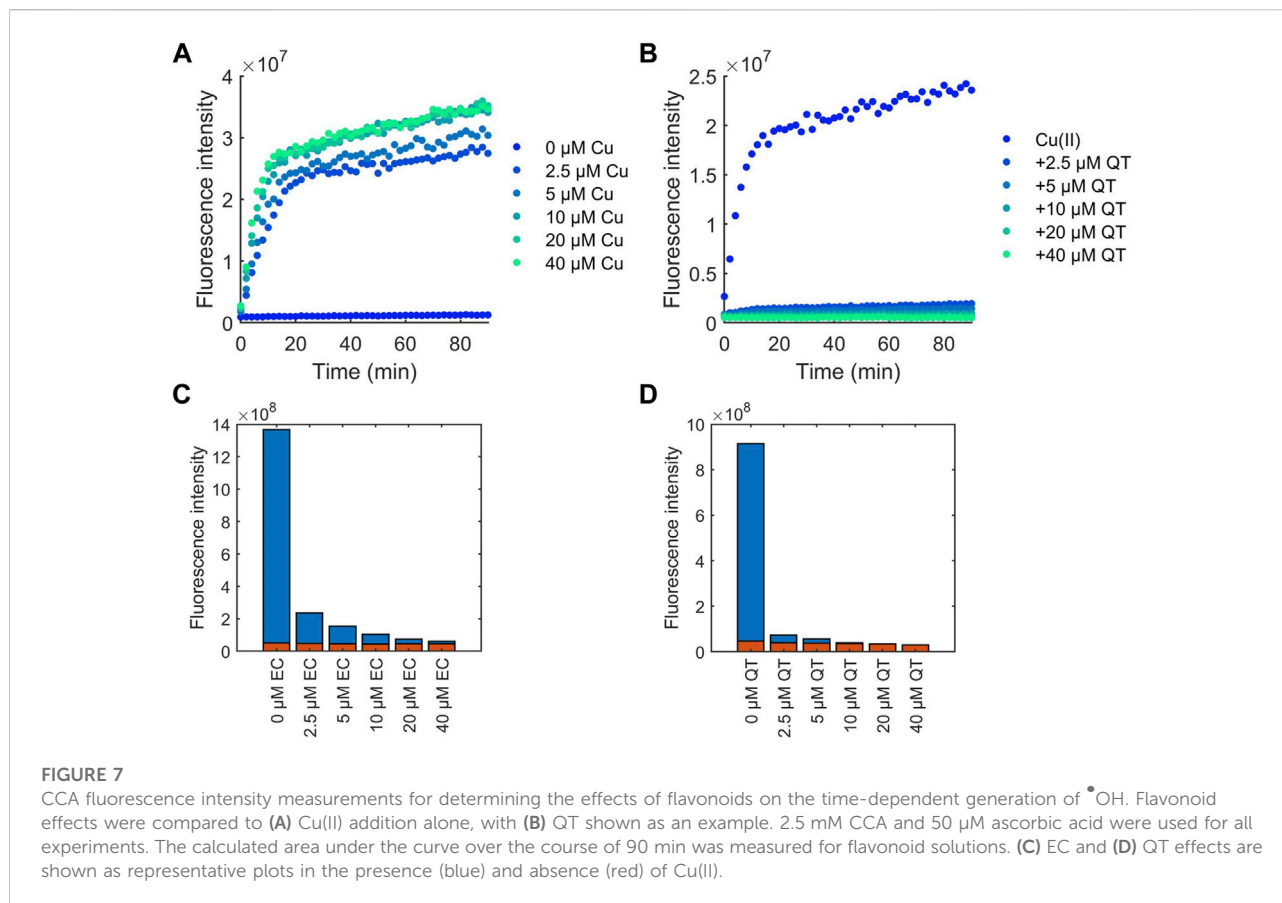 A
×10⁷
Fluorescence intensity
4
3
2
1
0
0 20 40 60 80
Time (min)
0 µM Cu
2.5 µM Cu
5 µM Cu
10 µM Cu
20 µM Cu
40 µM Cu
B
×10⁷
Fluorescence intensity
2.5
2
1.5
1
0.5
0
0 20 40 60 80
Time (min)
Cu(II)
+2.5 µM QT
+5 µM QT
+10 µM QT
+20 µM QT
+40 µM QT
C
×10⁸
Fluorescence intensity
14
12
10
8
6
4
2
0
0 µM EC
2.5 µM EC
5 µM EC
10 µM EC
20 µM EC
40 µM EC
D
×10⁸
Fluorescence intensity
10
8
6
4
2
0
0 µM QT
2.5 µM QT
5 µM QT
10 µM QT
20 µM QT
40 µM QT
FIGURE 7
CCA fluorescence intensity measurements for determining the effects of flavonoids on the time-dependent generation of •OH. Flavonoid
effects were compared to (A) Cu(II) addition alone, with (B) QT shown as an example. 2.5 mM CCA and 50 µM ascorbic acid were used for all
experiments. The calculated area under the curve over the course of 90 min was measured for flavonoid solutions. (C) EC and (D) QT effects are
shown as representative plots in the presence (blue) and absence (red) of Cu(II).